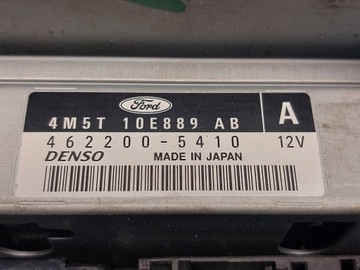 Ford
4M5T 10E889 AB A
462200-5410 12V
DENSO MADE IN JAPAN